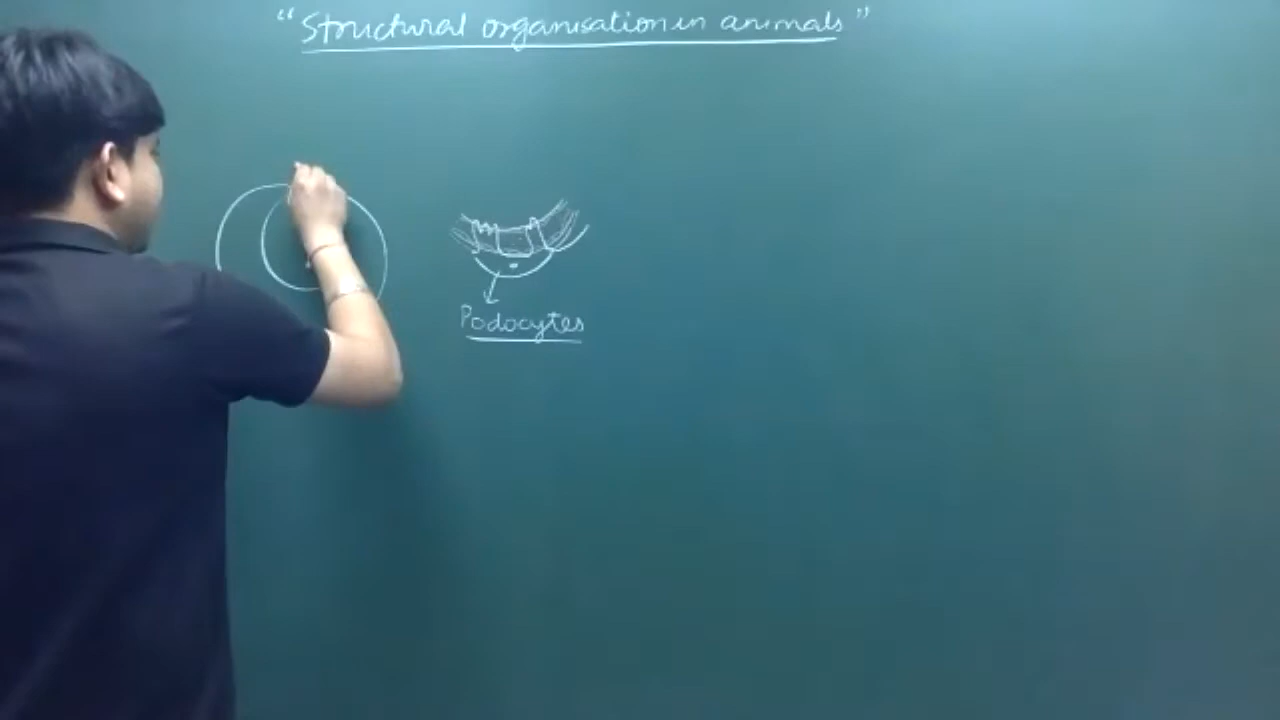 “Structural organisation in animals”
Podocytes